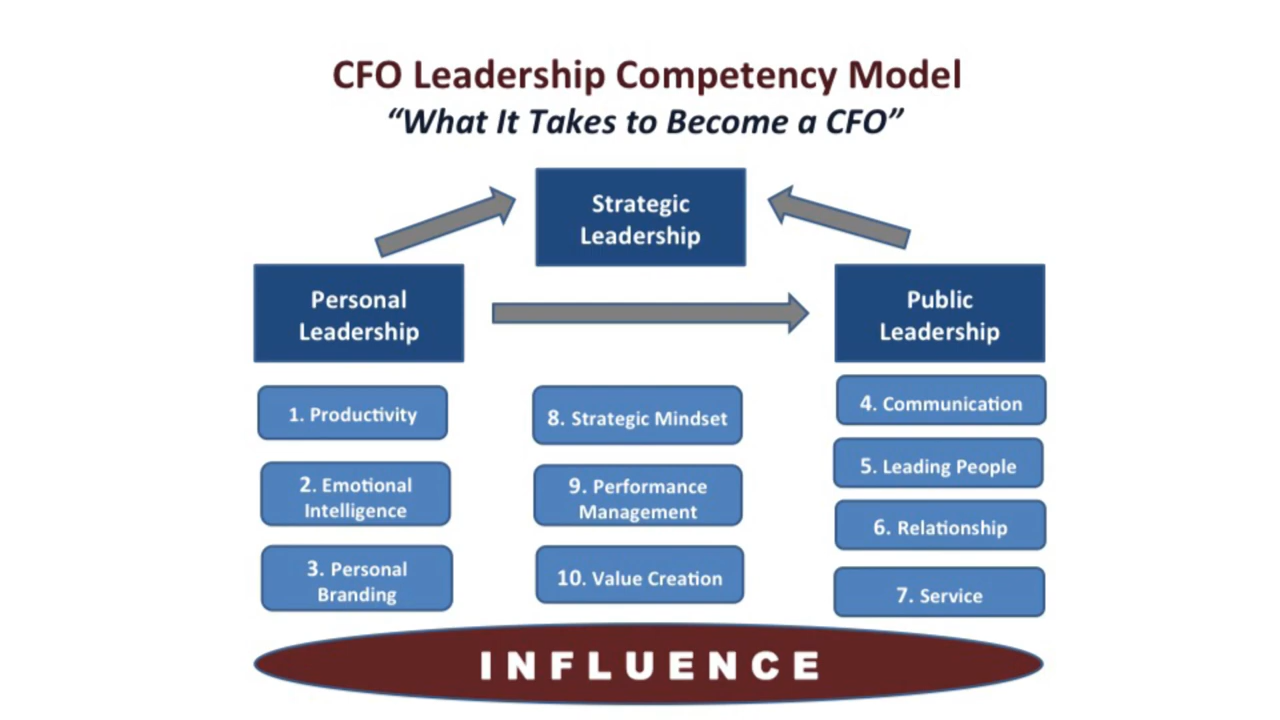 CFO Leadership Competency Model
“What It Takes to Become a CFO”
Strategic
Leadership
Personal
Leadership
Public
Leadership
1. Productivity
2. Emotional
Intelligence
3. Personal
Branding
8. Strategic Mindset
9. Performance
Management
10. Value Creation
4. Communication
5. Leading People
6. Relationship
7. Service
INFLUENCE